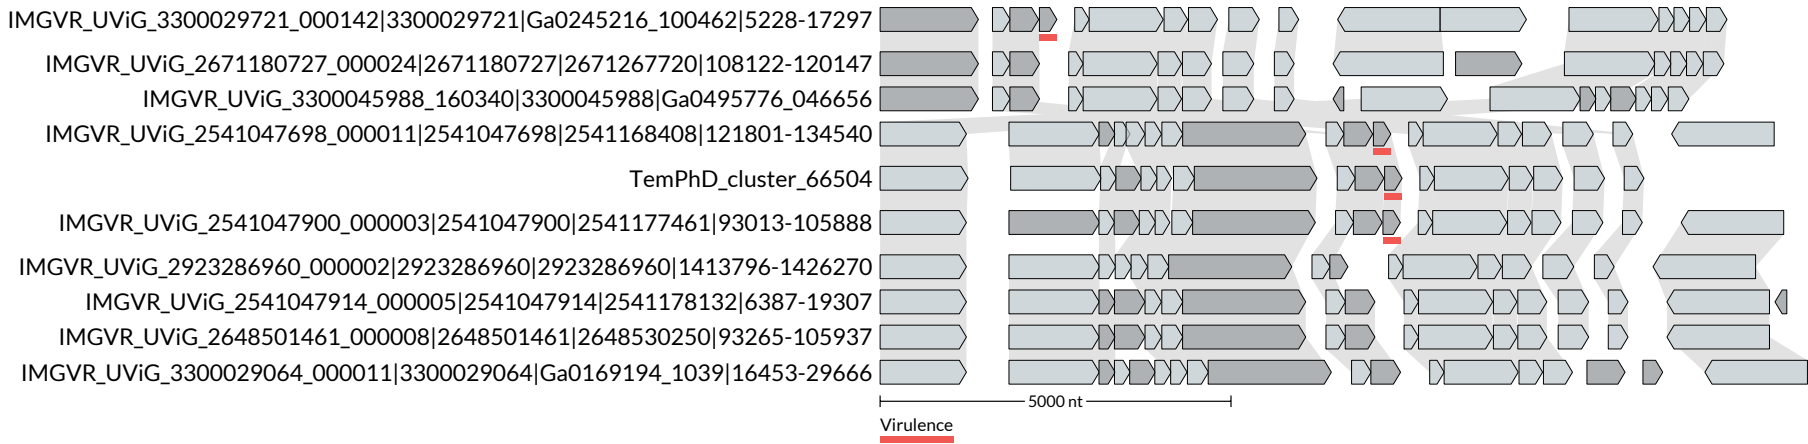 IMGVR_UViG_3300029721_000142|3300029721|Ga0245216_100462|5228-17297
IMGVR_UViG_2671180727_000024|2671180727|2671267720|108122-120147
IMGVR_UViG_3300045988_160340|3300045988|Ga0495776_046656
IMGVR_UViG_2541047698_000011|2541047698|2541168408|121801-134540
TemPhD_cluster_66504
IMGVR_UViG_2541047900_000003|2541047900|2541177461|93013-105888
IMGVR_UViG_2923286960_000002|2923286960|2923286960|1413796-1426270
IMGVR_UViG_2541047914_000005|2541047914|2541178132|6387-19307
IMGVR_UViG_2648501461_000008|2648501461|2648530250|93265-105937
IMGVR_UViG_3300029064_000011|3300029064|Ga0169194_1039|16453-29666
5000 nt
Virulence